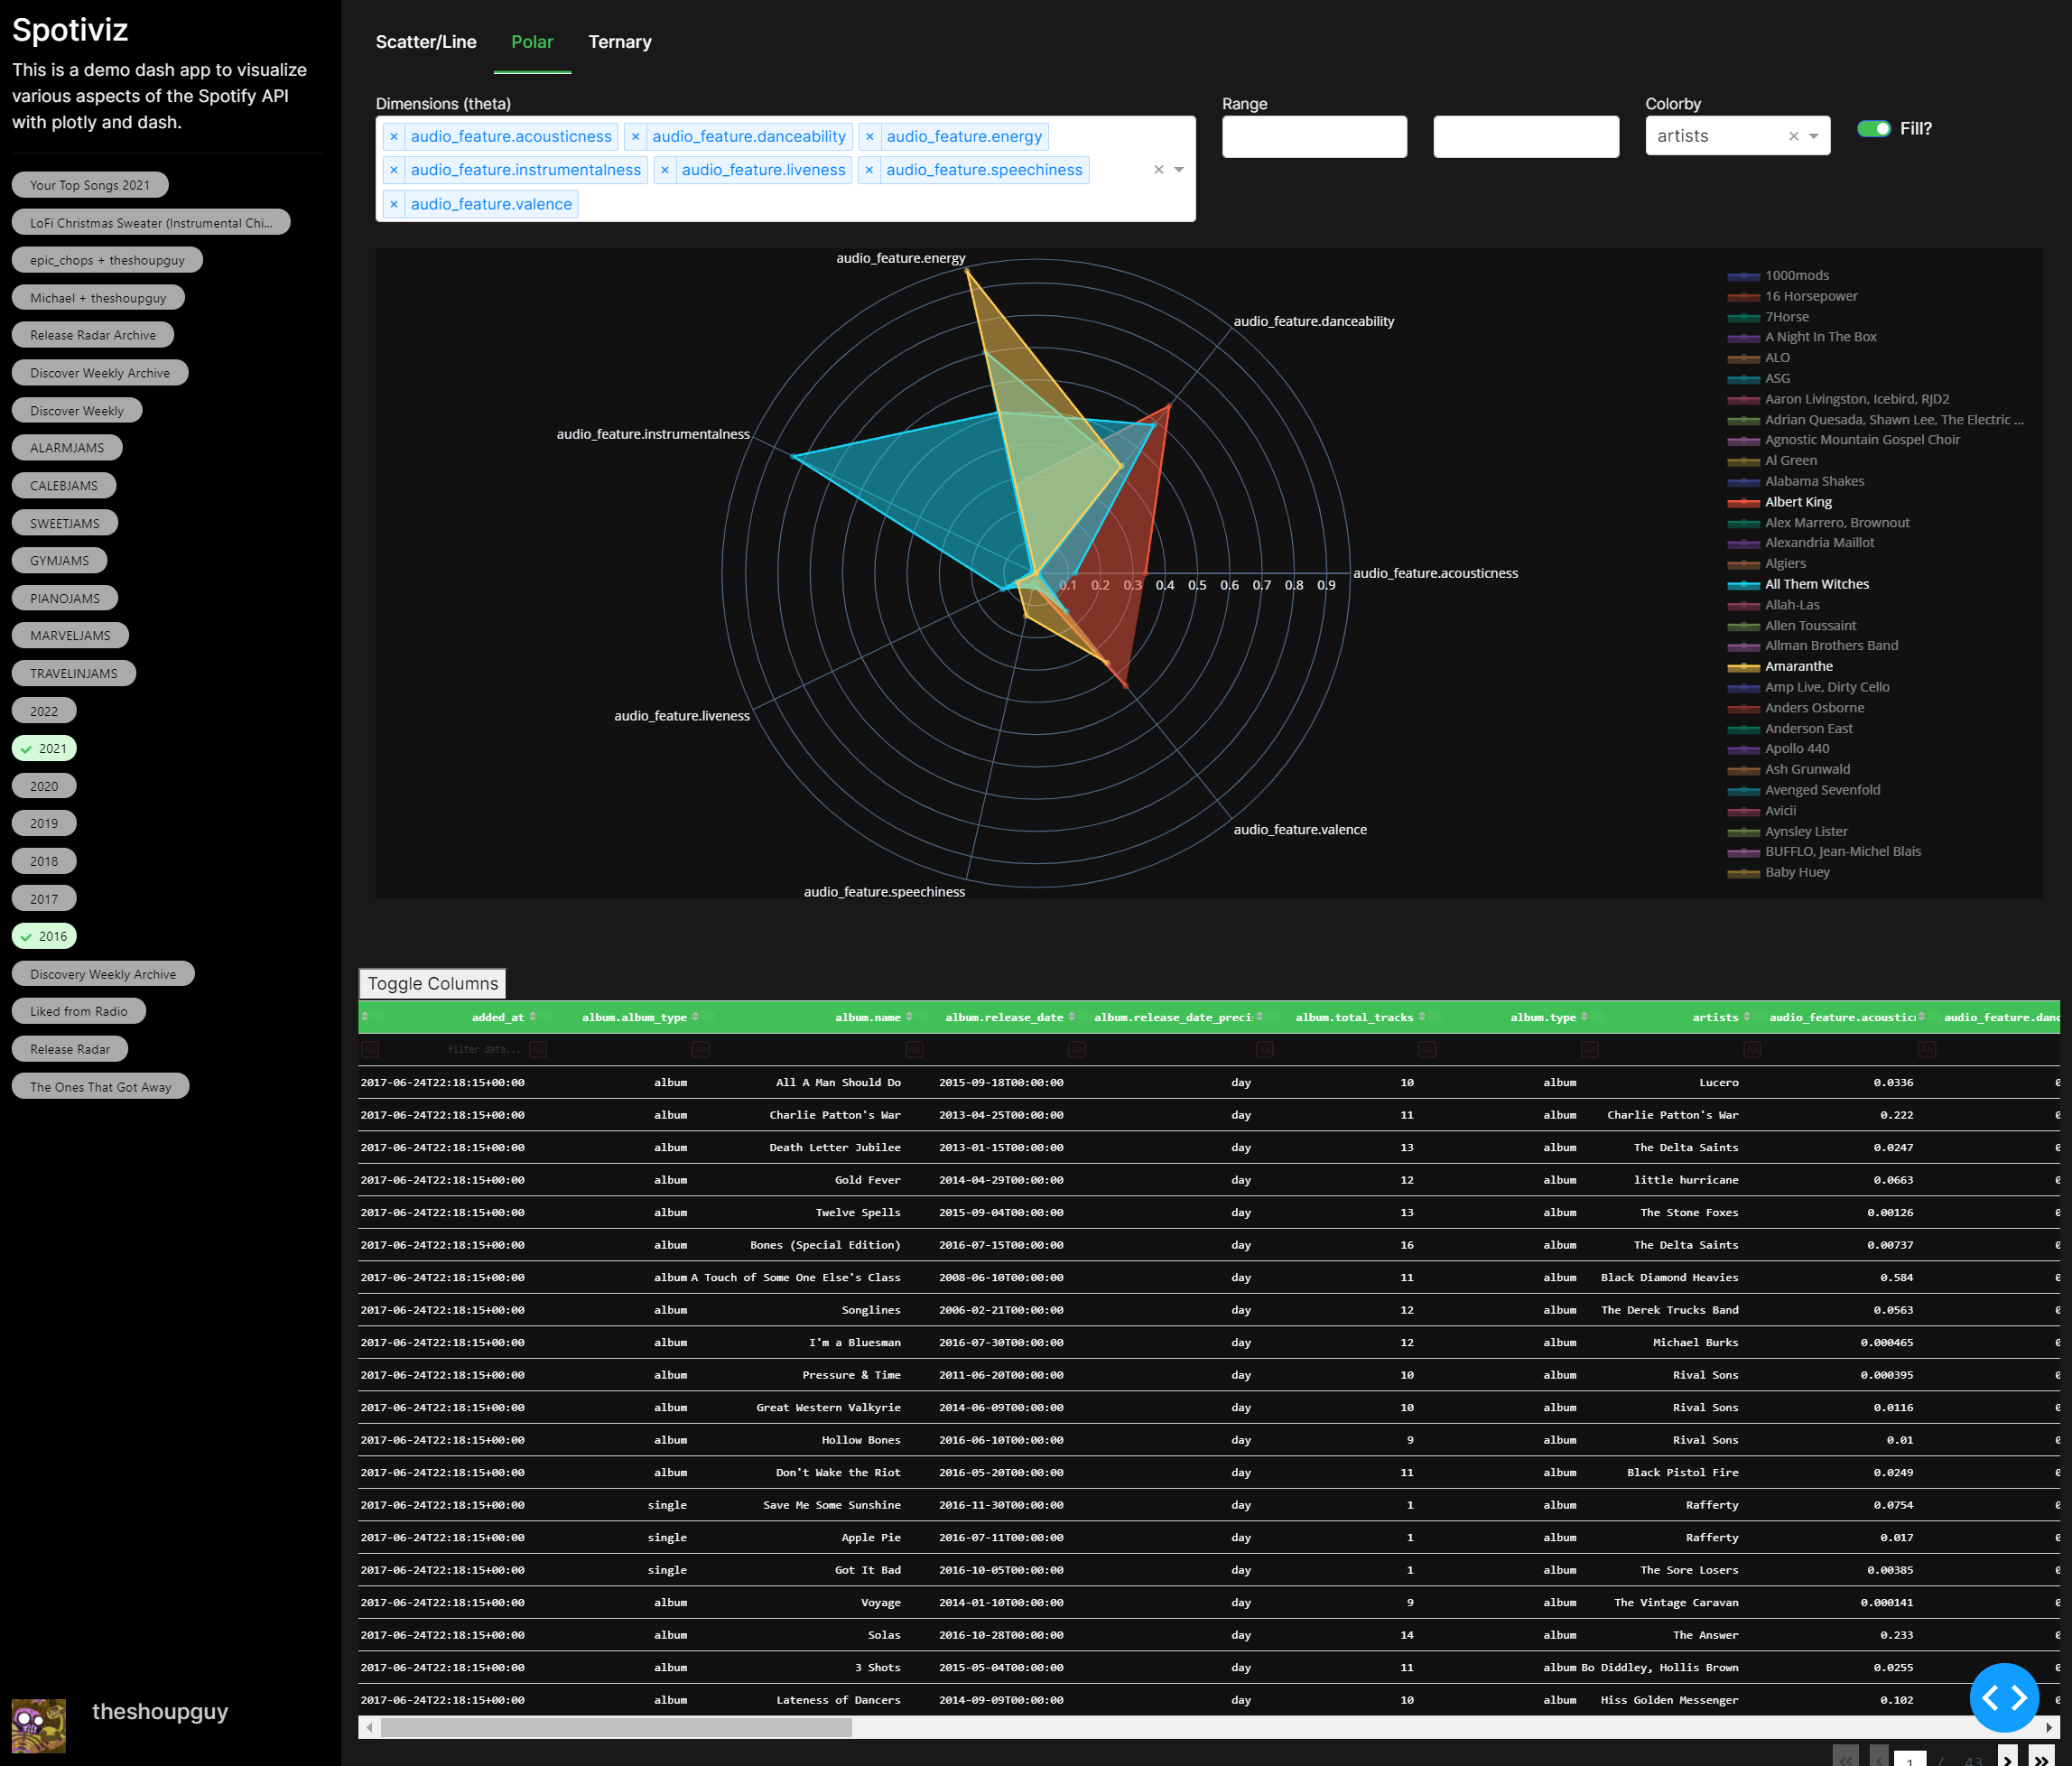 Spotiviz
This is a demo dash app to visualize
various aspects of the Spotify API
with plotly and dash.
Your Top Songs 2021
LoFi Christmas Sweater (Instrumental Chi...
epic_chops + theshoupguy
Michael + theshoupguy
Release Radar Archive
Discover Weekly Archive
Discover Weekly
ALARMJAMS
CALEBJAMS
SWEETJAMS
GYMJAMS
PIANOJAMS
MARVELJAMS
TRAVELINJAMS
2022
2021
2020
2019
2018
2017
2016
Discovery Weekly Archive
Liked from Radio
Release Radar
The Ones That Got Away
theshoupguy
Scatter/Line Polar Ternary
Dimensions (theta) Range Colorby
× audio_feature.acousticness × audio_feature.danceability × audio_feature.energy
× audio_feature.instrumentalness × audio_feature.liveness × audio_feature.speechiness
× audio_feature.valence
artists
Fill?
audio_feature.energy
audio_feature.danceability
audio_feature.instrumentalness
audio_feature.acousticness
0.1 0.2 0.3 0.4 0.5 0.6 0.7 0.8 0.9
audio_feature.liveness
audio_feature.valence
audio_feature.speechiness
1000mods
16 Horsepower
7Horse
A Night In The Box
ALO
ASG
Aaron Livingston, Icebird, RJD2
Adrian Quesada, Shawn Lee, The Electric ...
Agnostic Mountain Gospel Choir
Al Green
Alabama Shakes
Albert King
Alex Marrero, Brownout
Alexandria Maillot
Algiers
All Them Witches
Allah-Las
Allen Toussaint
Allman Brothers Band
Amaranthe
Amp Live, Dirty Cello
Anders Osborne
Anderson East
Apollo 440
Ash Grunwald
Avenged Sevenfold
Avicii
Aynsley Lister
BUFFLO, Jean-Michel Blais
Baby Huey
Toggle Columns
added_at album.album_type album.name album.release_date album.release_date_preci album.total_tracks album.type artists audio_feature.acoustic audio_feature.danc
filter data... Aa Aa Aa Aa Aa Aa Aa Aa Aa
2017-06-24T22:18:15+00:00 album All A Man Should Do 2015-09-18T00:00:00 day 10 album Lucero 0.0336
2017-06-24T22:18:15+00:00 album Charlie Patton's War 2013-04-25T00:00:00 day 11 album Charlie Patton's War 0.222
2017-06-24T22:18:15+00:00 album Death Letter Jubilee 2013-01-15T00:00:00 day 13 album The Delta Saints 0.0247
2017-06-24T22:18:15+00:00 album Gold Fever 2014-04-29T00:00:00 day 12 album little hurricane 0.0663
2017-06-24T22:18:15+00:00 album Twelve Spells 2015-09-04T00:00:00 day 13 album The Stone Foxes 0.00126
2017-06-24T22:18:15+00:00 album Bones (Special Edition) 2016-07-15T00:00:00 day 16 album The Delta Saints 0.00737
2017-06-24T22:18:15+00:00 album A Touch of Some One Else's Class 2008-06-10T00:00:00 day 11 album Black Diamond Heavies 0.584
2017-06-24T22:18:15+00:00 album Songlines 2006-02-21T00:00:00 day 12 album The Derek Trucks Band 0.0563
2017-06-24T22:18:15+00:00 album I'm a Bluesman 2016-07-30T00:00:00 day 12 album Michael Burks 0.000465
2017-06-24T22:18:15+00:00 album Pressure & Time 2011-06-20T00:00:00 day 10 album Rival Sons 0.000395
2017-06-24T22:18:15+00:00 album Great Western Valkyrie 2014-06-09T00:00:00 day 10 album Rival Sons 0.0116
2017-06-24T22:18:15+00:00 album Hollow Bones 2016-06-10T00:00:00 day 9 album Rival Sons 0.01
2017-06-24T22:18:15+00:00 album Don't Wake the Riot 2016-05-20T00:00:00 day 11 album Black Pistol Fire 0.0249
2017-06-24T22:18:15+00:00 single Save Me Some Sunshine 2016-11-30T00:00:00 day 1 album Rafferty 0.0754
2017-06-24T22:18:15+00:00 single Apple Pie 2016-07-11T00:00:00 day 1 album Rafferty 0.017
2017-06-24T22:18:15+00:00 single Got It Bad 2016-10-05T00:00:00 day 1 album The Sore Losers 0.00385
2017-06-24T22:18:15+00:00 album Voyage 2014-01-10T00:00:00 day 9 album The Vintage Caravan 0.000141
2017-06-24T22:18:15+00:00 album Solas 2016-10-28T00:00:00 day 14 album The Answer 0.233
2017-06-24T22:18:15+00:00 album 3 Shots 2015-05-04T00:00:00 day 11 album Bo Diddley, Hollis Brown 0.0255
2017-06-24T22:18:15+00:00 album Lateness of Dancers 2014-09-09T00:00:00 day 10 album Hiss Golden Messenger 0.102
1 / 43